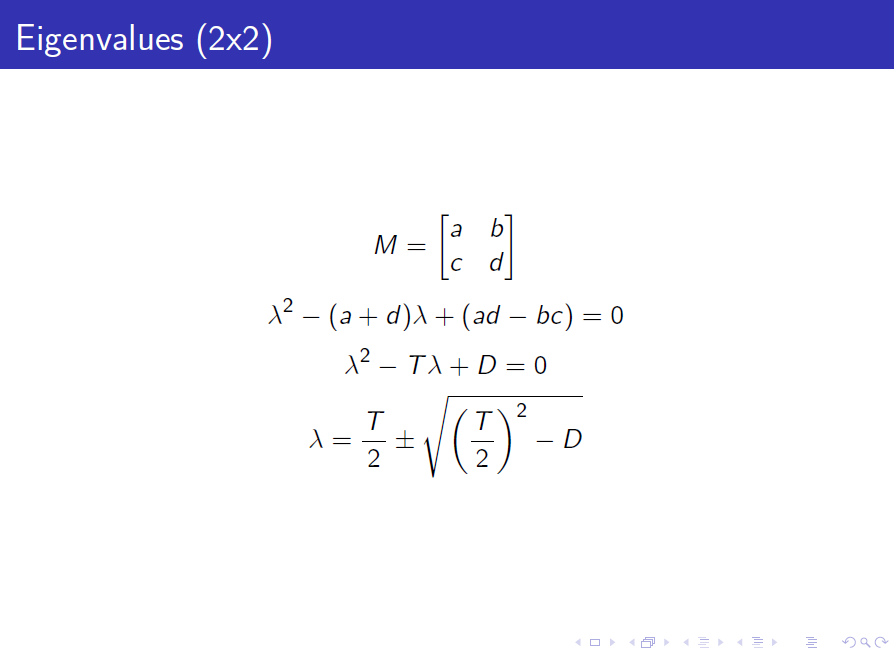 Eigenvalues (2x2)
M = [a b
c d]
λ² − (a + d)λ + (ad − bc) = 0
λ² − Tλ + D = 0
λ = T/2 ± √((T/2)² − D)